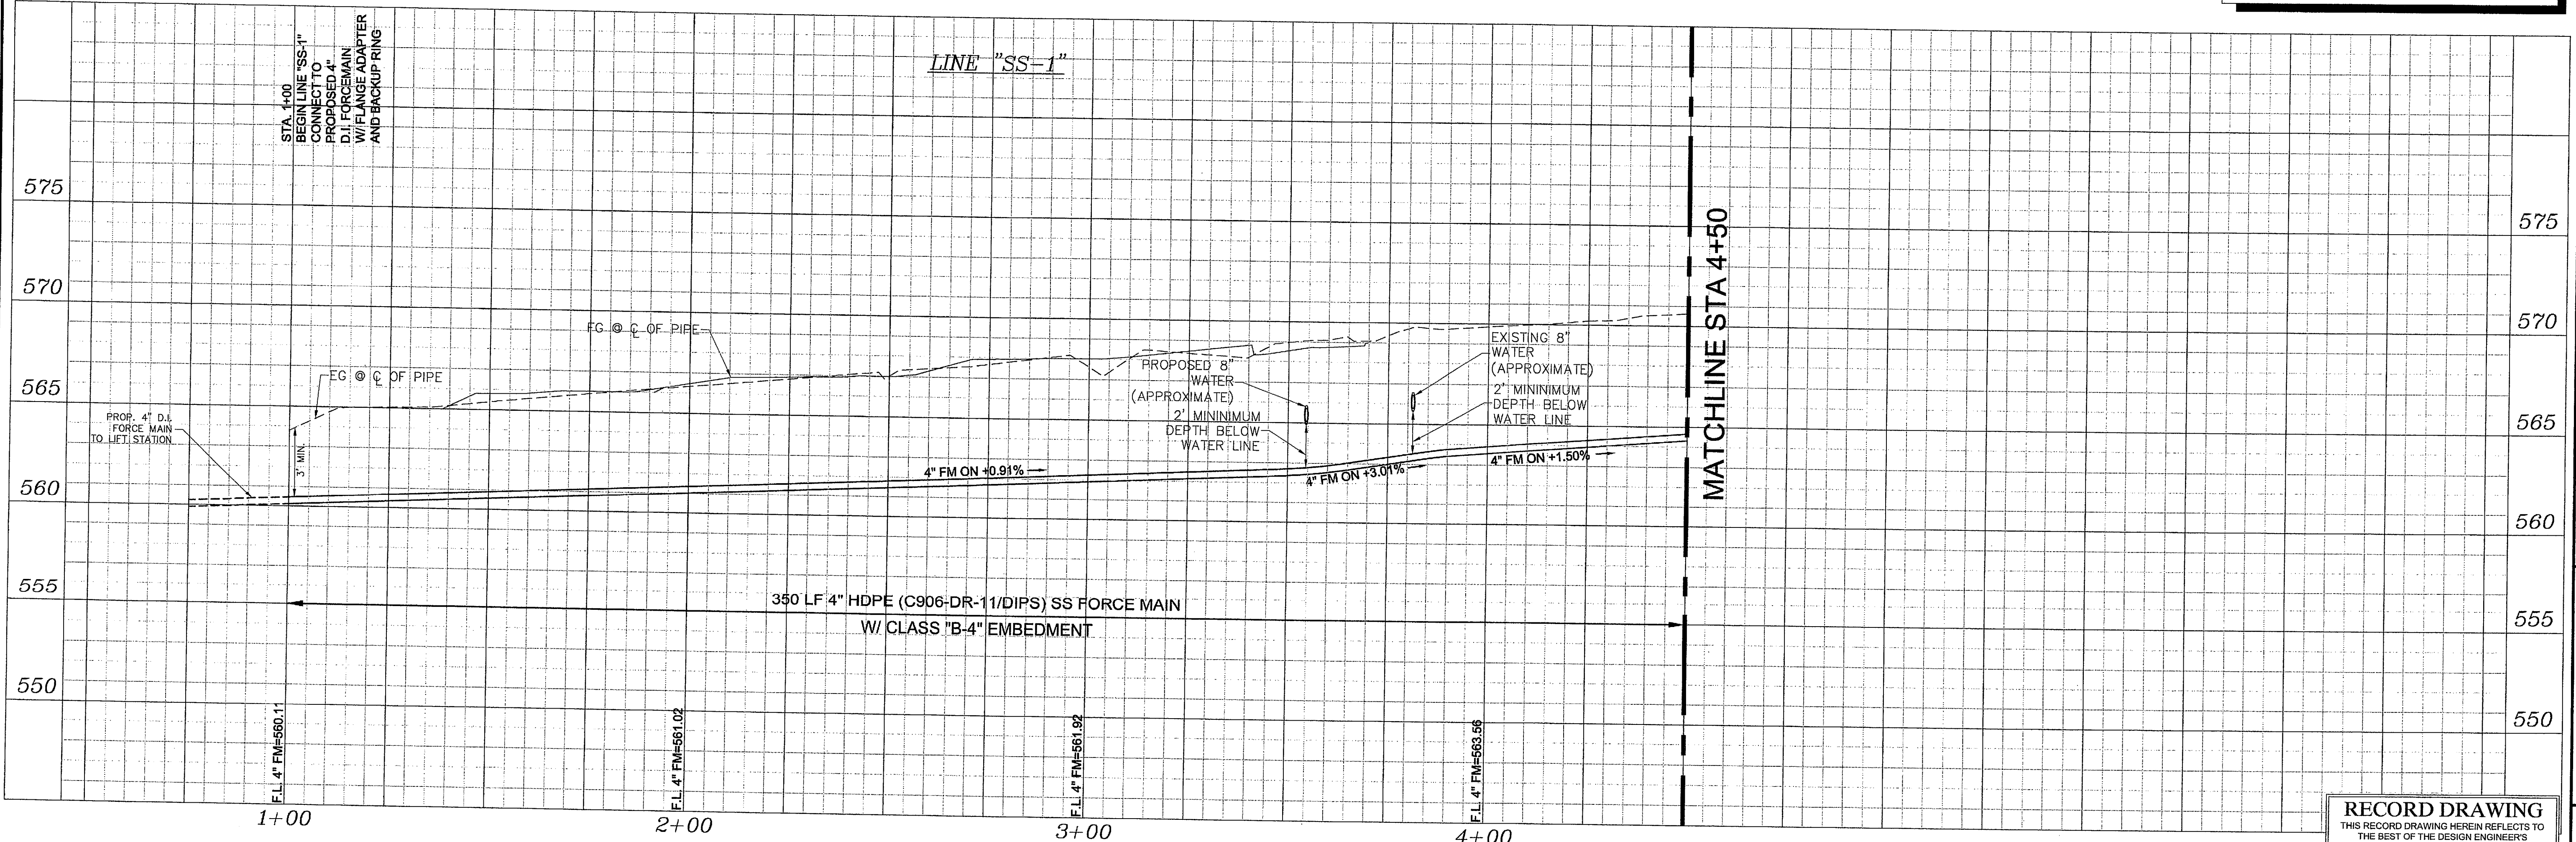 LINE "SS-1"
STA. 1+00
BEGIN LINE "SS-1"
CONNECT TO
PROPOSED 4"
D.I. FORCEMAIN
W/ FLANGE ADAPTER
AND BACKUP RING
575
570
565
560
555
550
575
570
565
560
555
550
FG @ ℄ OF PIPE
EG @ ℄ OF PIPE
PROP. 4" D.I.
FORCE MAIN
TO LIFT STATION
3' MIN.
PROPOSED 8"
WATER
(APPROXIMATE)
2' MININIMUM
DEPTH BELOW
WATER LINE
EXISTING 8"
WATER
(APPROXIMATE)
2' MININIMUM
DEPTH BELOW
WATER LINE
4" FM ON +0.91%
4" FM ON +3.01%
4" FM ON +1.50%
MATCHLINE STA 4+50
350 LF 4" HDPE (C906-DR-11/DIPS) SS FORCE MAIN
W/ CLASS "B-4" EMBEDMENT
F.L. 4" FM=560.11
F.L. 4" FM=561.02
F.L. 4" FM=561.92
F.L. 4" FM=563.56
1+00
2+00
3+00
4+00
RECORD DRAWING
THIS RECORD DRAWING HEREIN REFLECTS TO
THE BEST OF THE DESIGN ENGINEER'S